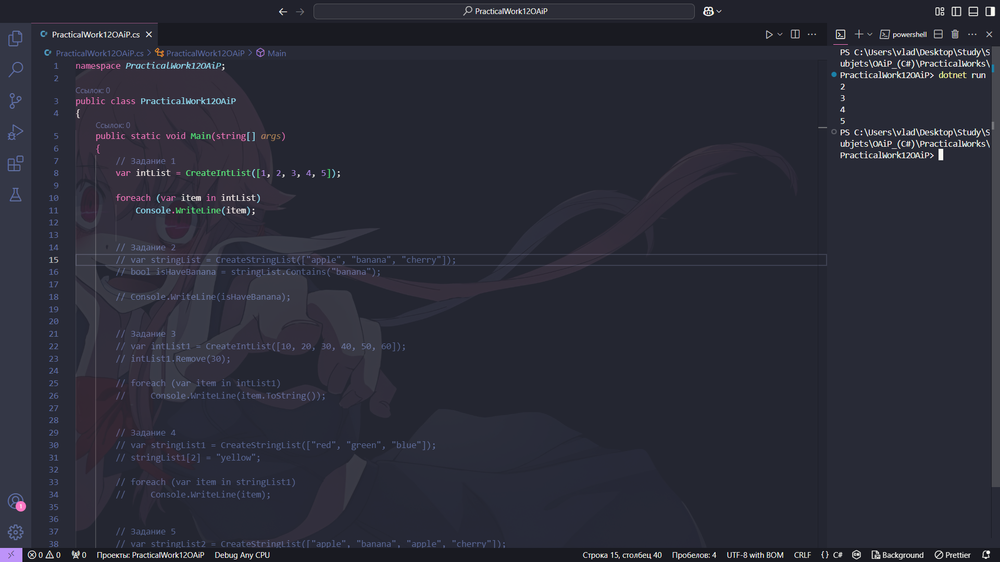 PracticalWork12OAiP
PracticalWork12OAiP.cs
powershell
PracticalWork12OAiP.cs > PracticalWork12OAiP > Main
1 namespace PracticalWork12OAiP;
2
Ссылок: 0
3 public class PracticalWork12OAiP
4 {
Ссылок: 0
5 public static void Main(string[] args)
6 {
7 // Задание 1
8 var intList = CreateIntList([1, 2, 3, 4, 5]);
9
10 foreach (var item in intList)
11 Console.WriteLine(item);
12
13
14 // Задание 2
15 // var stringList = CreateStringList(["apple", "banana", "cherry"]);
16 // bool isHaveBanana = stringList.Contains("banana");
17
18 // Console.WriteLine(isHaveBanana);
19
20
21 // Задание 3
22 // var intList1 = CreateIntList([10, 20, 30, 40, 50, 60]);
23 // intList1.Remove(30);
24
25 // foreach (var item in intList1)
26 // Console.WriteLine(item.ToString());
27
28
29 // Задание 4
30 // var stringList1 = CreateStringList(["red", "green", "blue"]);
31 // stringList1[2] = "yellow";
32
33 // foreach (var item in stringList1)
34 // Console.WriteLine(item);
35
36
37 // Задание 5
38 // var stringList2 = CreateStringList(["apple", "banana", "apple", "cherry"]);
PS C:\Users\vlad\Desktop\Study\S
ubjets\OAiP_(C#)\PracticalWorks\
PracticalWork12OAiP> dotnet run
2
3
4
5
PS C:\Users\vlad\Desktop\Study\S
ubjets\OAiP_(C#)\PracticalWorks\
PracticalWork12OAiP>
1
0 0 0 Проекты: PracticalWork12OAiP Debug Any CPU Строка 15, столбец 40 Пробелов: 4 UTF-8 with BOM CRLF {} C# Background Prettier